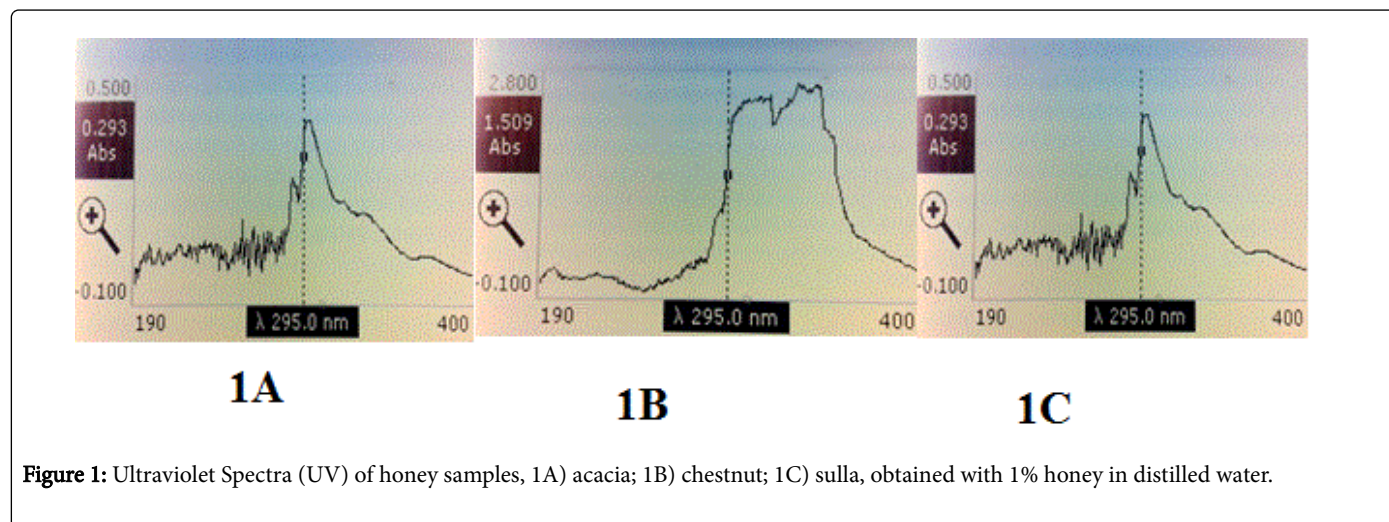 0.500
0.293
Abs
-0.100
190
λ 295.0 nm
400
2.800
1.509
Abs
-0.100
190
λ 295.0 nm
400
0.500
0.293
Abs
-0.100
190
λ 295.0 nm
400
1A
1B
1C
Figure 1: Ultraviolet Spectra (UV) of honey samples, 1A) acacia; 1B) chestnut; 1C) sulla, obtained with 1% honey in distilled water.